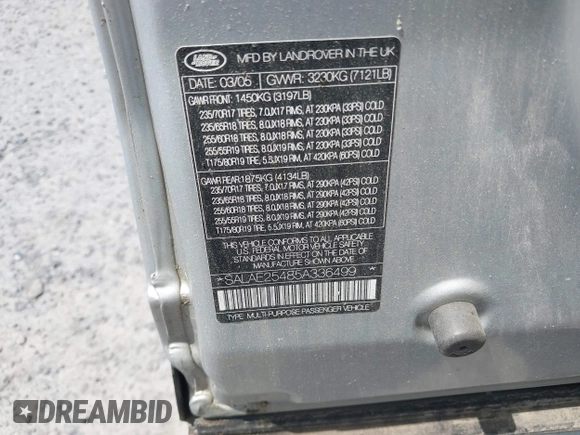 LAND ROVER
MFD BY LANDROVER IN THE UK
DATE: 03/05 GVWR: 3230KG (7121LB)
GAWR FRONT: 1450KG (3197LB)
235/70R17 TIRES, 7.0JX17 RIMS, AT 230KPA (33PSI) COLD
235/65R18 TIRES, 8.0JX18 RIMS, AT 230KPA (33PSI) COLD
255/60R18 TIRES, 8.0JX18 RIMS, AT 230KPA (33PSI) COLD
255/55R19 TIRES, 8.0JX19 RIMS, AT 230KPA (33PSI) COLD
T175/80R19 TIRE, 5.5JX19 RIM, AT 420KPA (60PSI) COLD
GAWR REAR: 1875KG (4134LB)
235/70R17 TIRES, 7.0JX17 RIMS, AT 290KPA (42PSI) COLD
235/65R18 TIRES, 8.0JX18 RIMS, AT 290KPA (42PSI) COLD
255/60R18 TIRES, 8.0JX18 RIMS, AT 290KPA (42PSI) COLD
255/55R19 TIRES, 8.0JX19 RIMS, AT 290KPA (42PSI) COLD
T175/80R19 TIRE, 5.5JX19 RIM, AT 420KPA (60PSI) COLD
THIS VEHICLE CONFORMS TO ALL APPLICABLE
U.S. FEDERAL MOTOR VEHICLE SAFETY
STANDARDS IN EFFECT ON THE DATE OF
MANUFACTURE SHOWN ABOVE.
*SALAE25485A336499 *
TYPE: MULTI-PURPOSE PASSENGER VEHICLE
DREAMBID